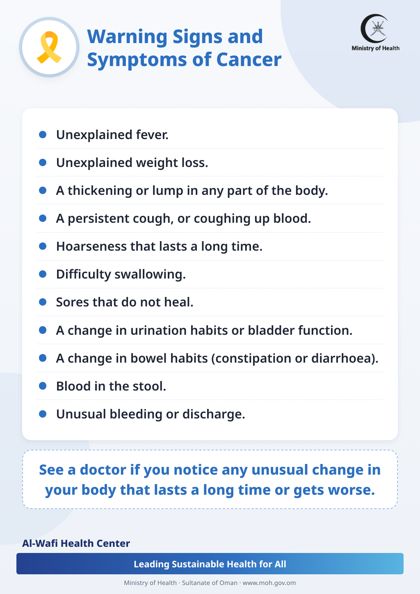 Warning Signs and
Symptoms of Cancer
Ministry of Health
Unexplained fever.
Unexplained weight loss.
A thickening or lump in any part of the body.
A persistent cough, or coughing up blood.
Hoarseness that lasts a long time.
Difficulty swallowing.
Sores that do not heal.
A change in urination habits or bladder function.
A change in bowel habits (constipation or diarrhoea).
Blood in the stool.
Unusual bleeding or discharge.
See a doctor if you notice any unusual change in
your body that lasts a long time or gets worse.
Al-Wafi Health Center
Leading Sustainable Health for All
Ministry of Health · Sultanate of Oman · www.moh.gov.om